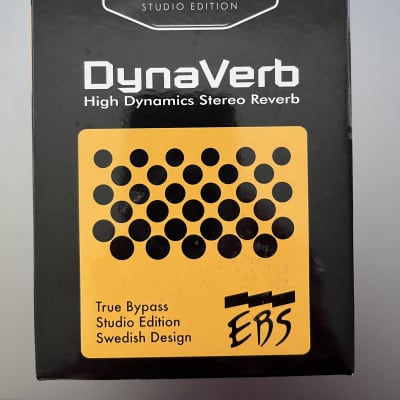 STUDIO EDITION
DynaVerb
High Dynamics Stereo Reverb
True Bypass
Studio Edition
Swedish Design
EBS